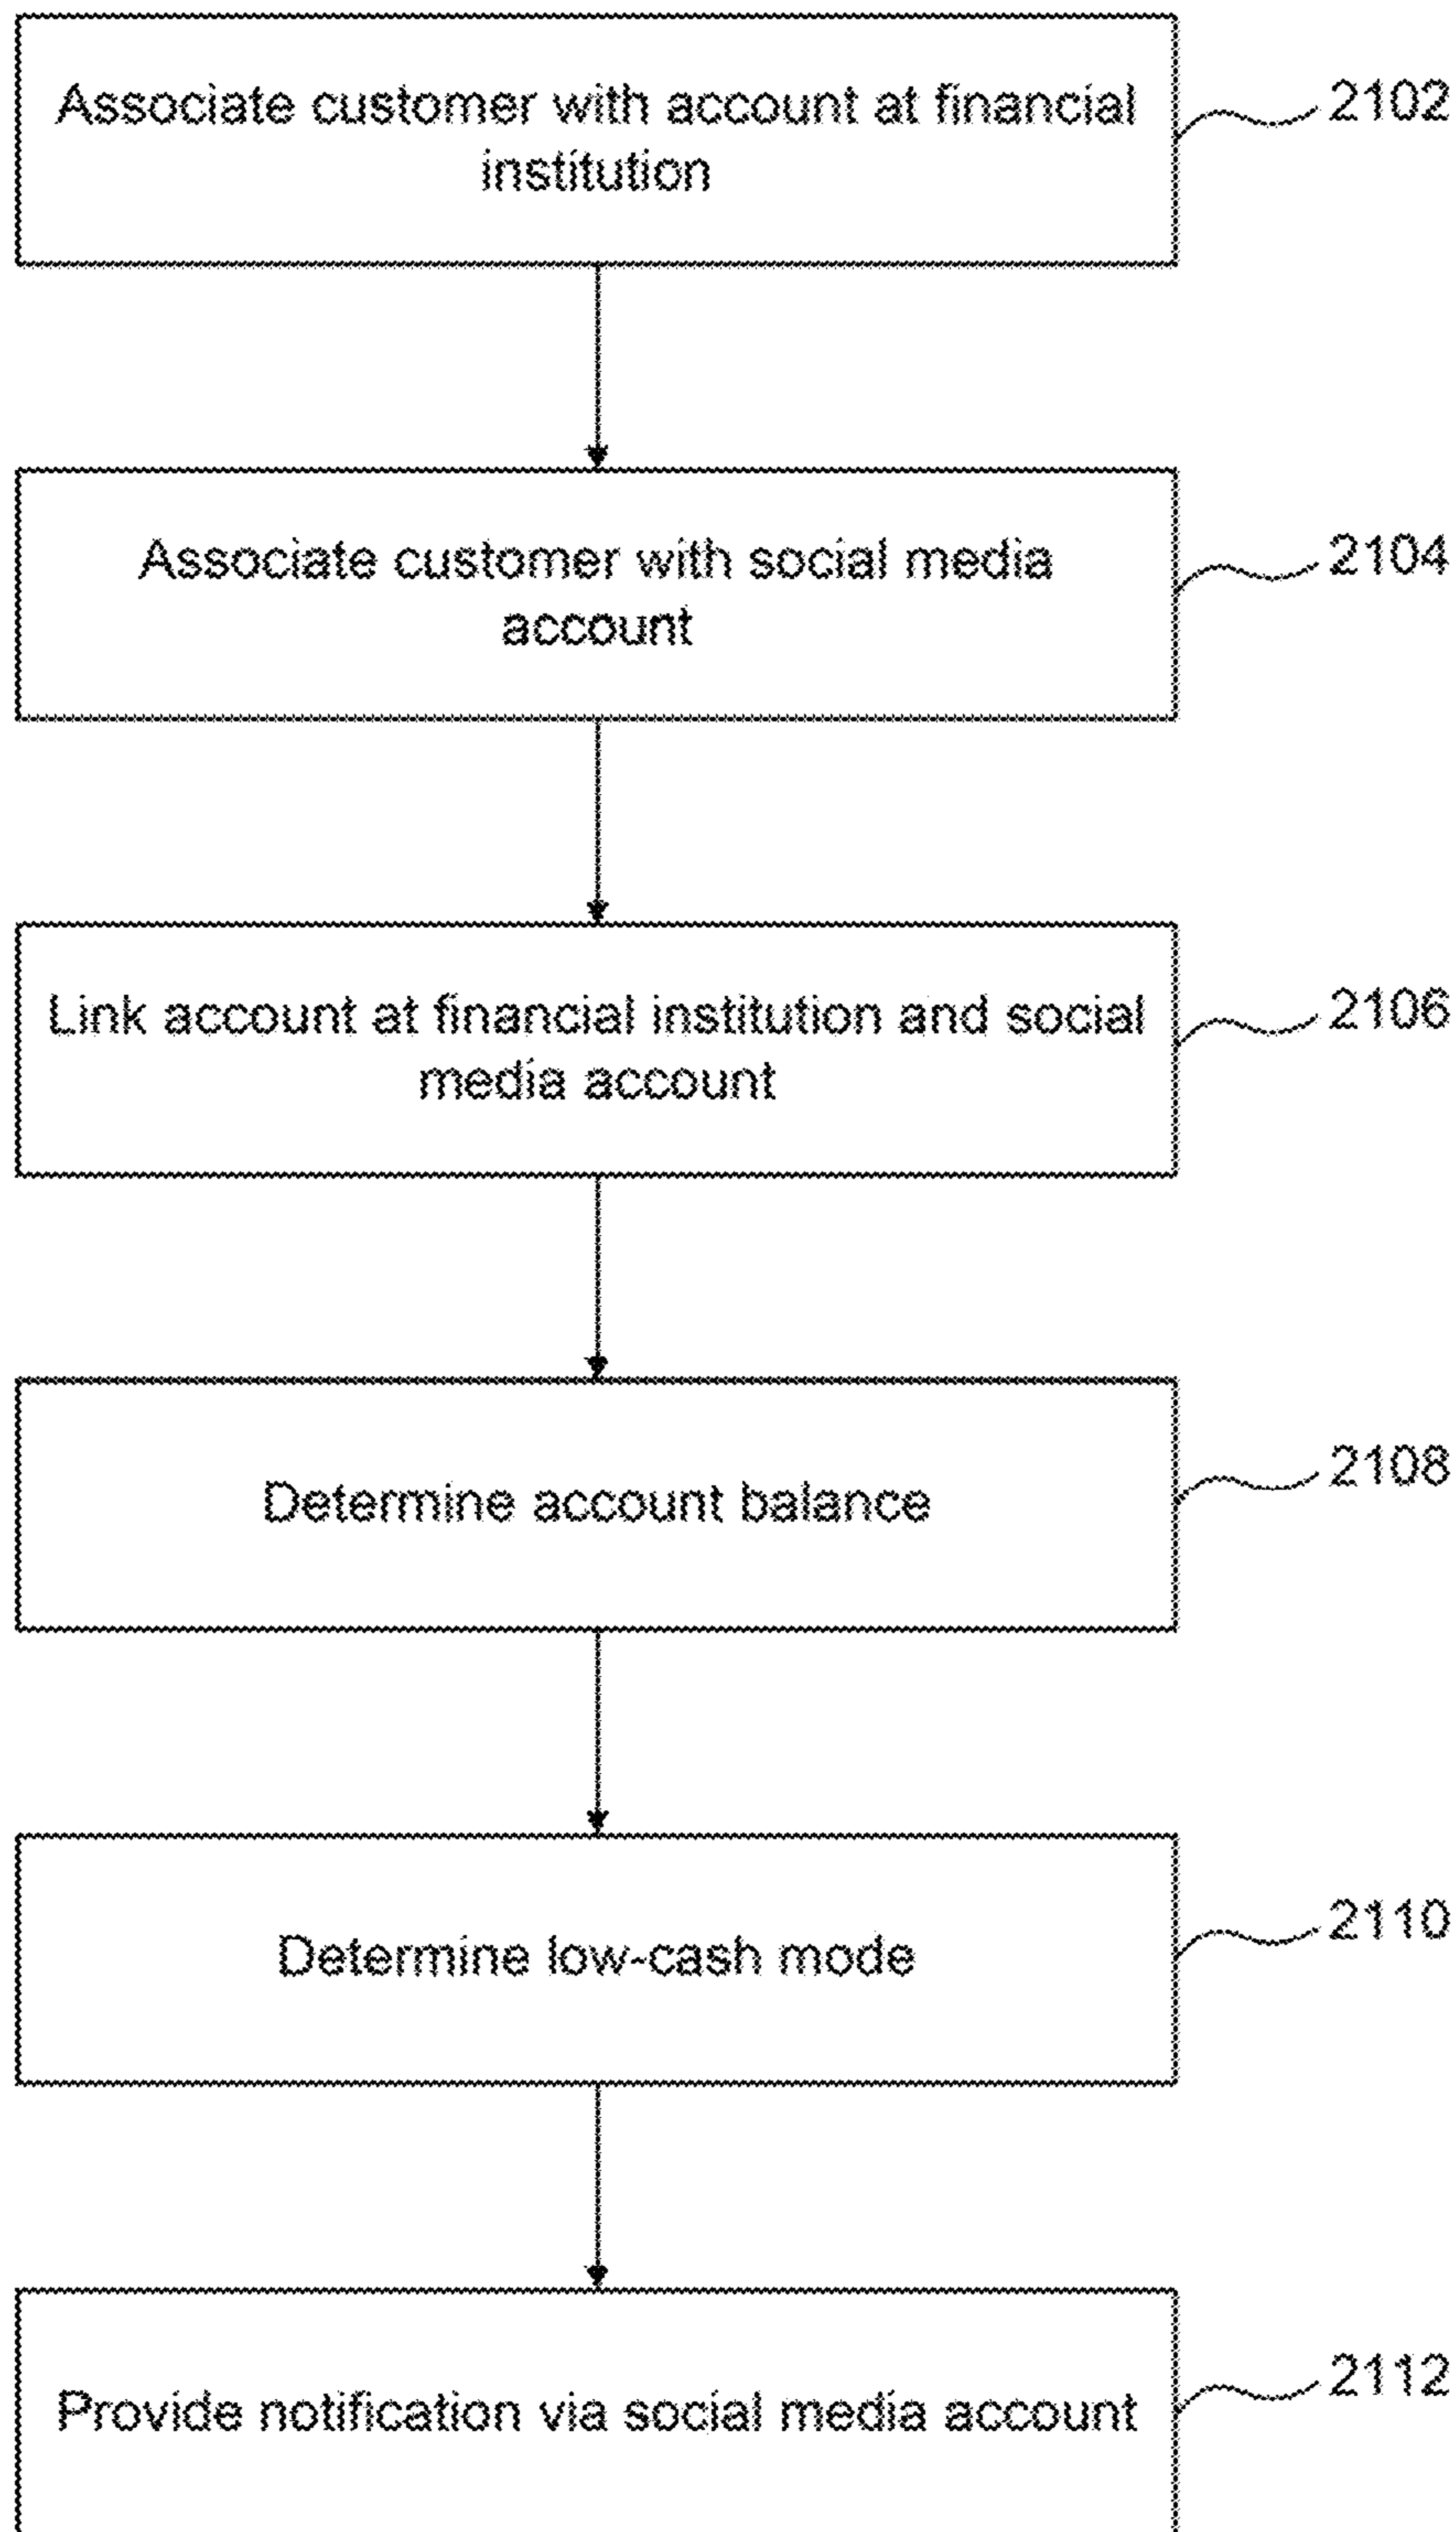 Associate customer with account at financial
institution
2102
Associate customer with social media
account
2104
Link account at financial institution and social
media account
2106
Determine account balance
2108
Determine low-cash mode
2110
Provide notification via social media account
2112